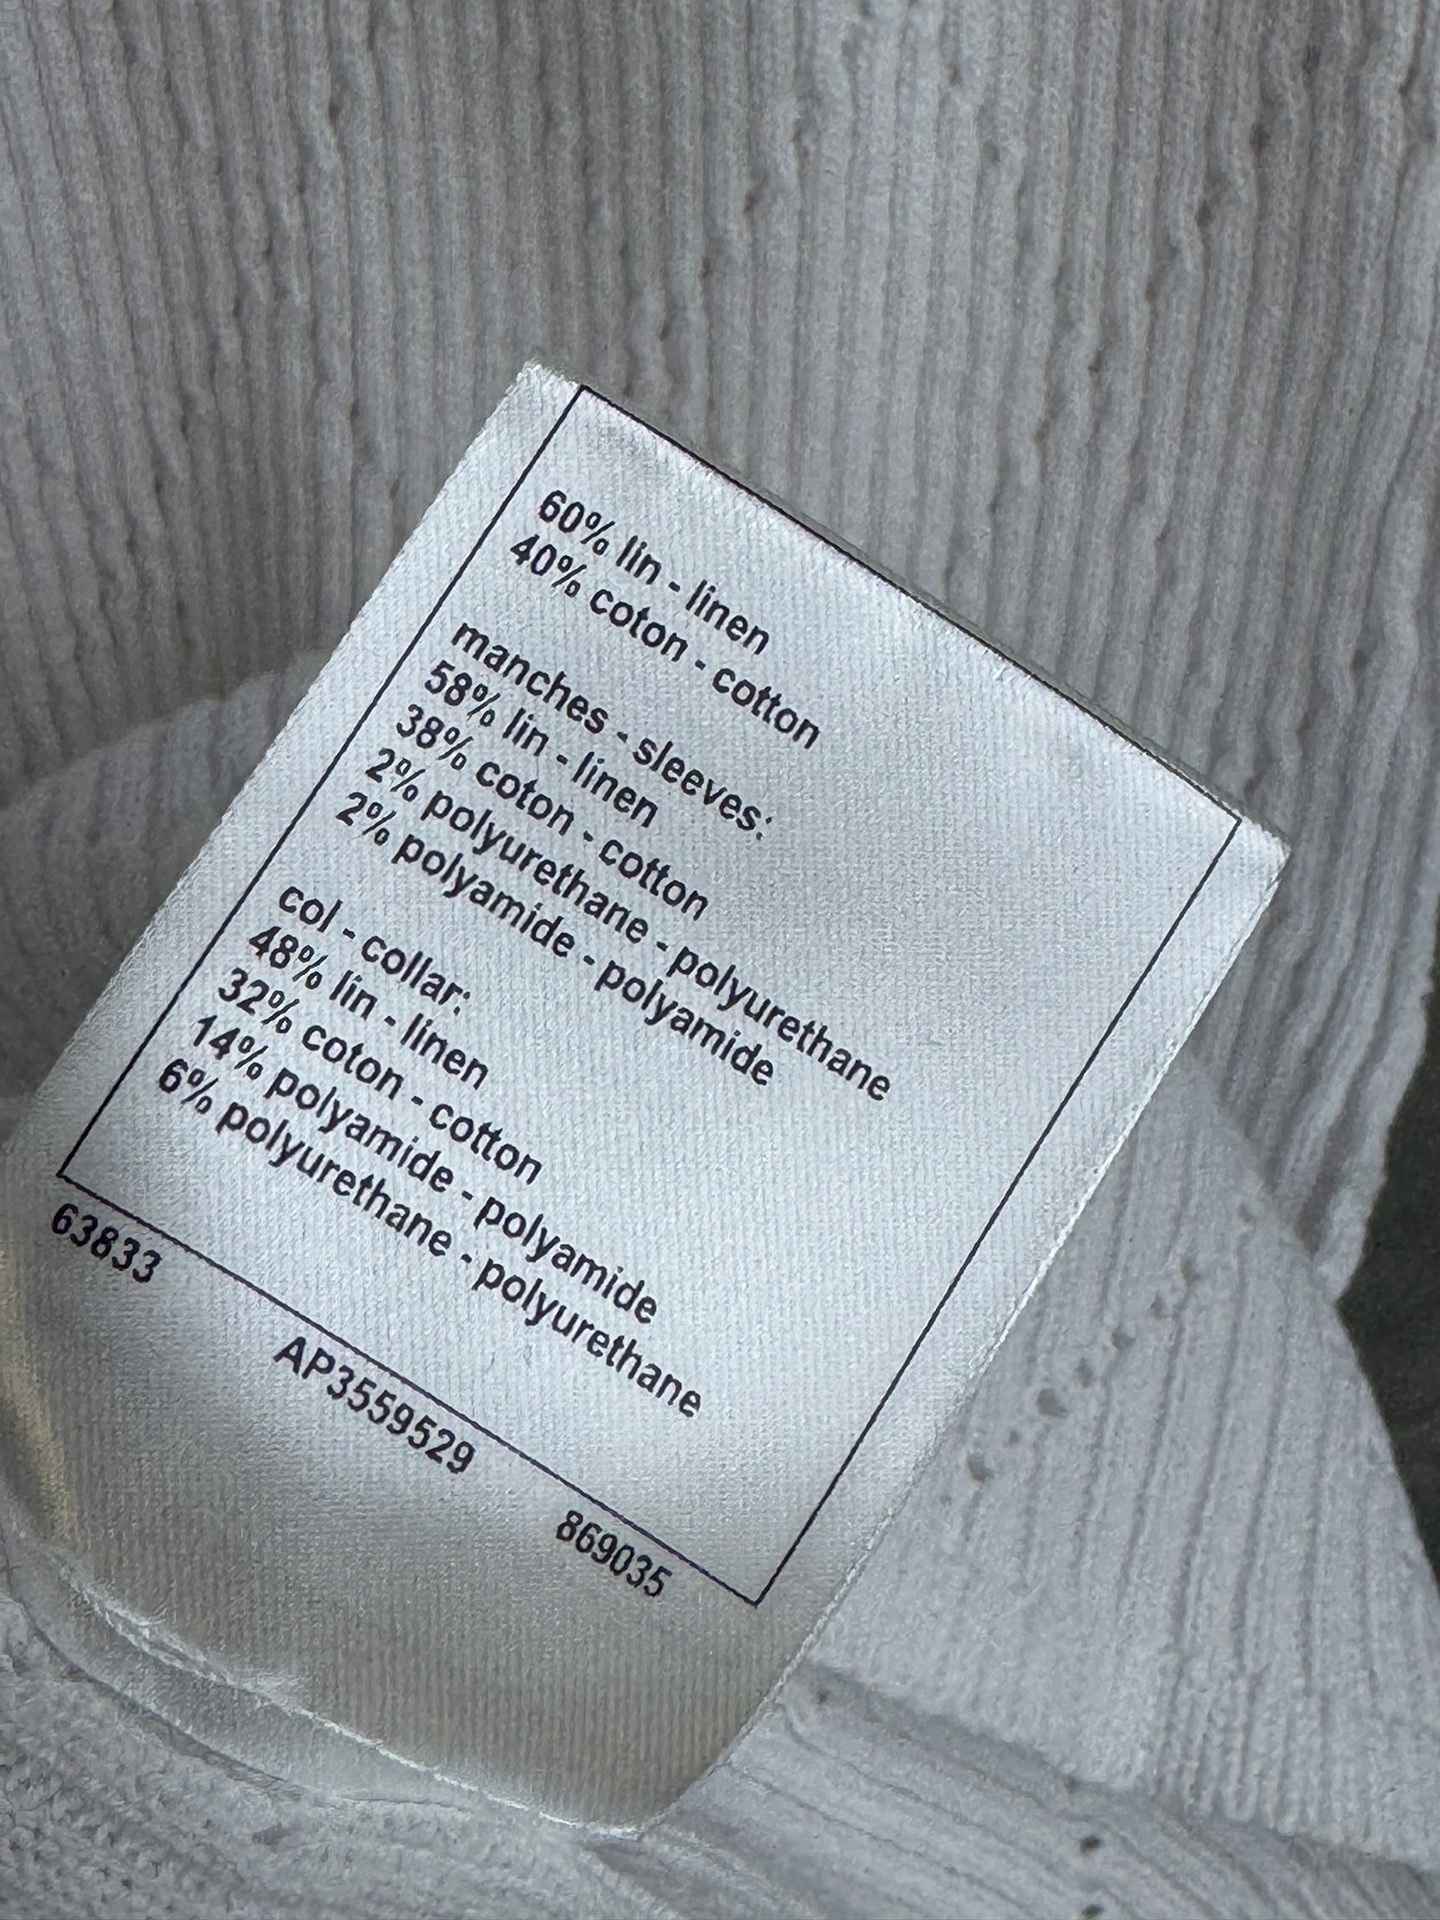 60% lin - linen
40% coton - cotton
manches - sleeves:
58% lin - linen
38% coton - cotton
2% polyurethane - polyurethane
2% polyamide - polyamide
col - collar:
48% lin - linen
32% coton - cotton
14% polyamide - polyamide
6% polyurethane - polyurethane
63833 AP3559529 869035